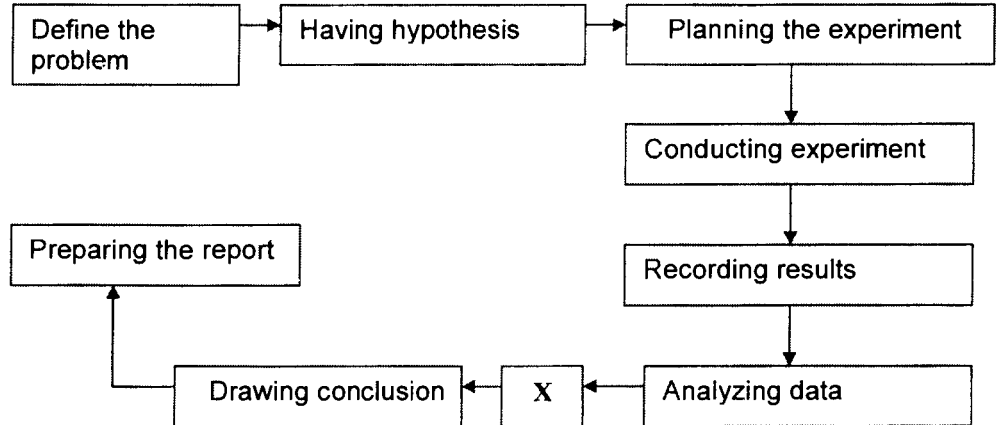 Define the
problem
Having hypothesis
Planning the experiment
Conducting experiment
Recording results
Analyzing data
X
Drawing conclusion
Preparing the report